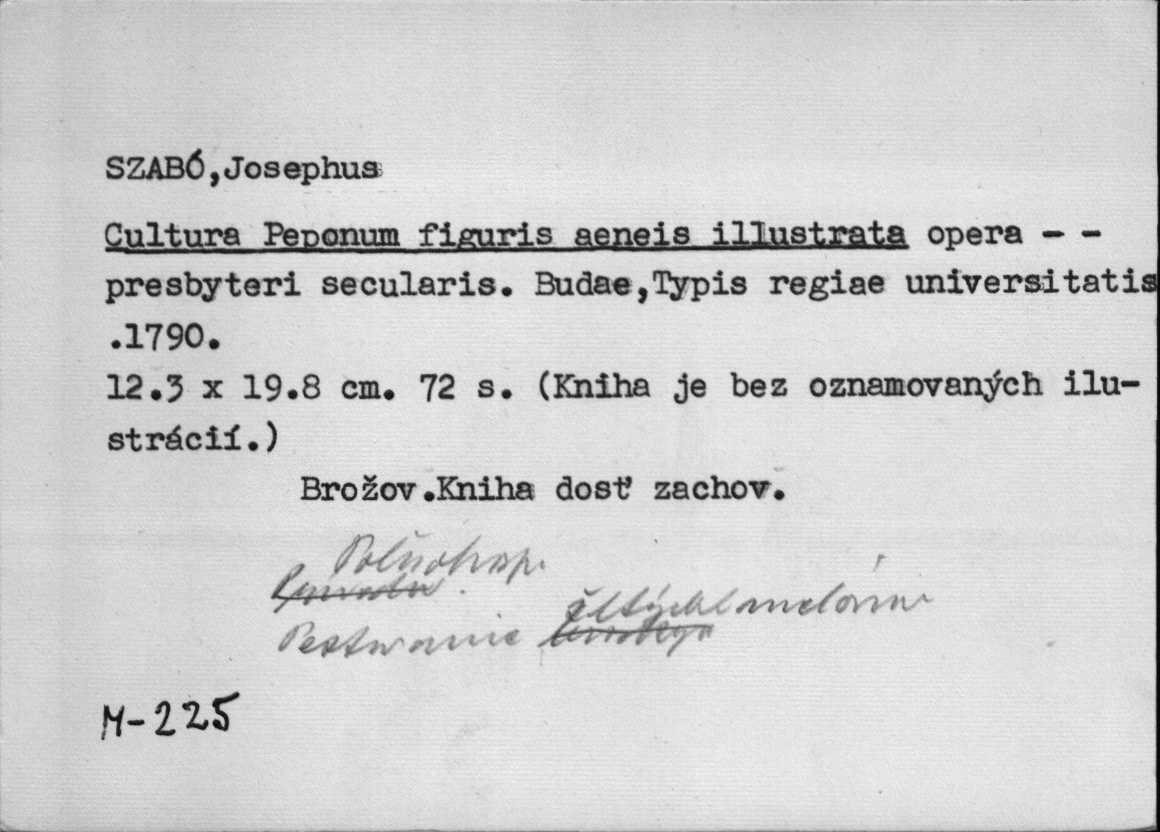 SZABÓ,Josephus
Cultura Peponum figuris aeneis illustrata opera - -
presbyteri secularis. Budae,Typis regiae universitatis
.1790.
12.3 x 19.8 cm. 72 s. (Kniha je bez oznamovaných ilu-
strácií.)
Brožov.Kniha dosť zachov.
Poľnohosp.
Pestovanie
M-225